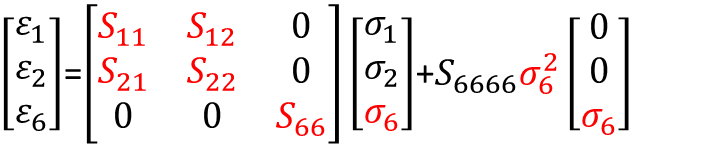 ε₁ S₁₁ S₁₂ 0 σ₁ 0
ε₂ = S₂₁ S₂₂ 0 σ₂ + S₆₆₆₆σ₆² 0
ε₆ 0 0 S₆₆ σ₆ σ₆